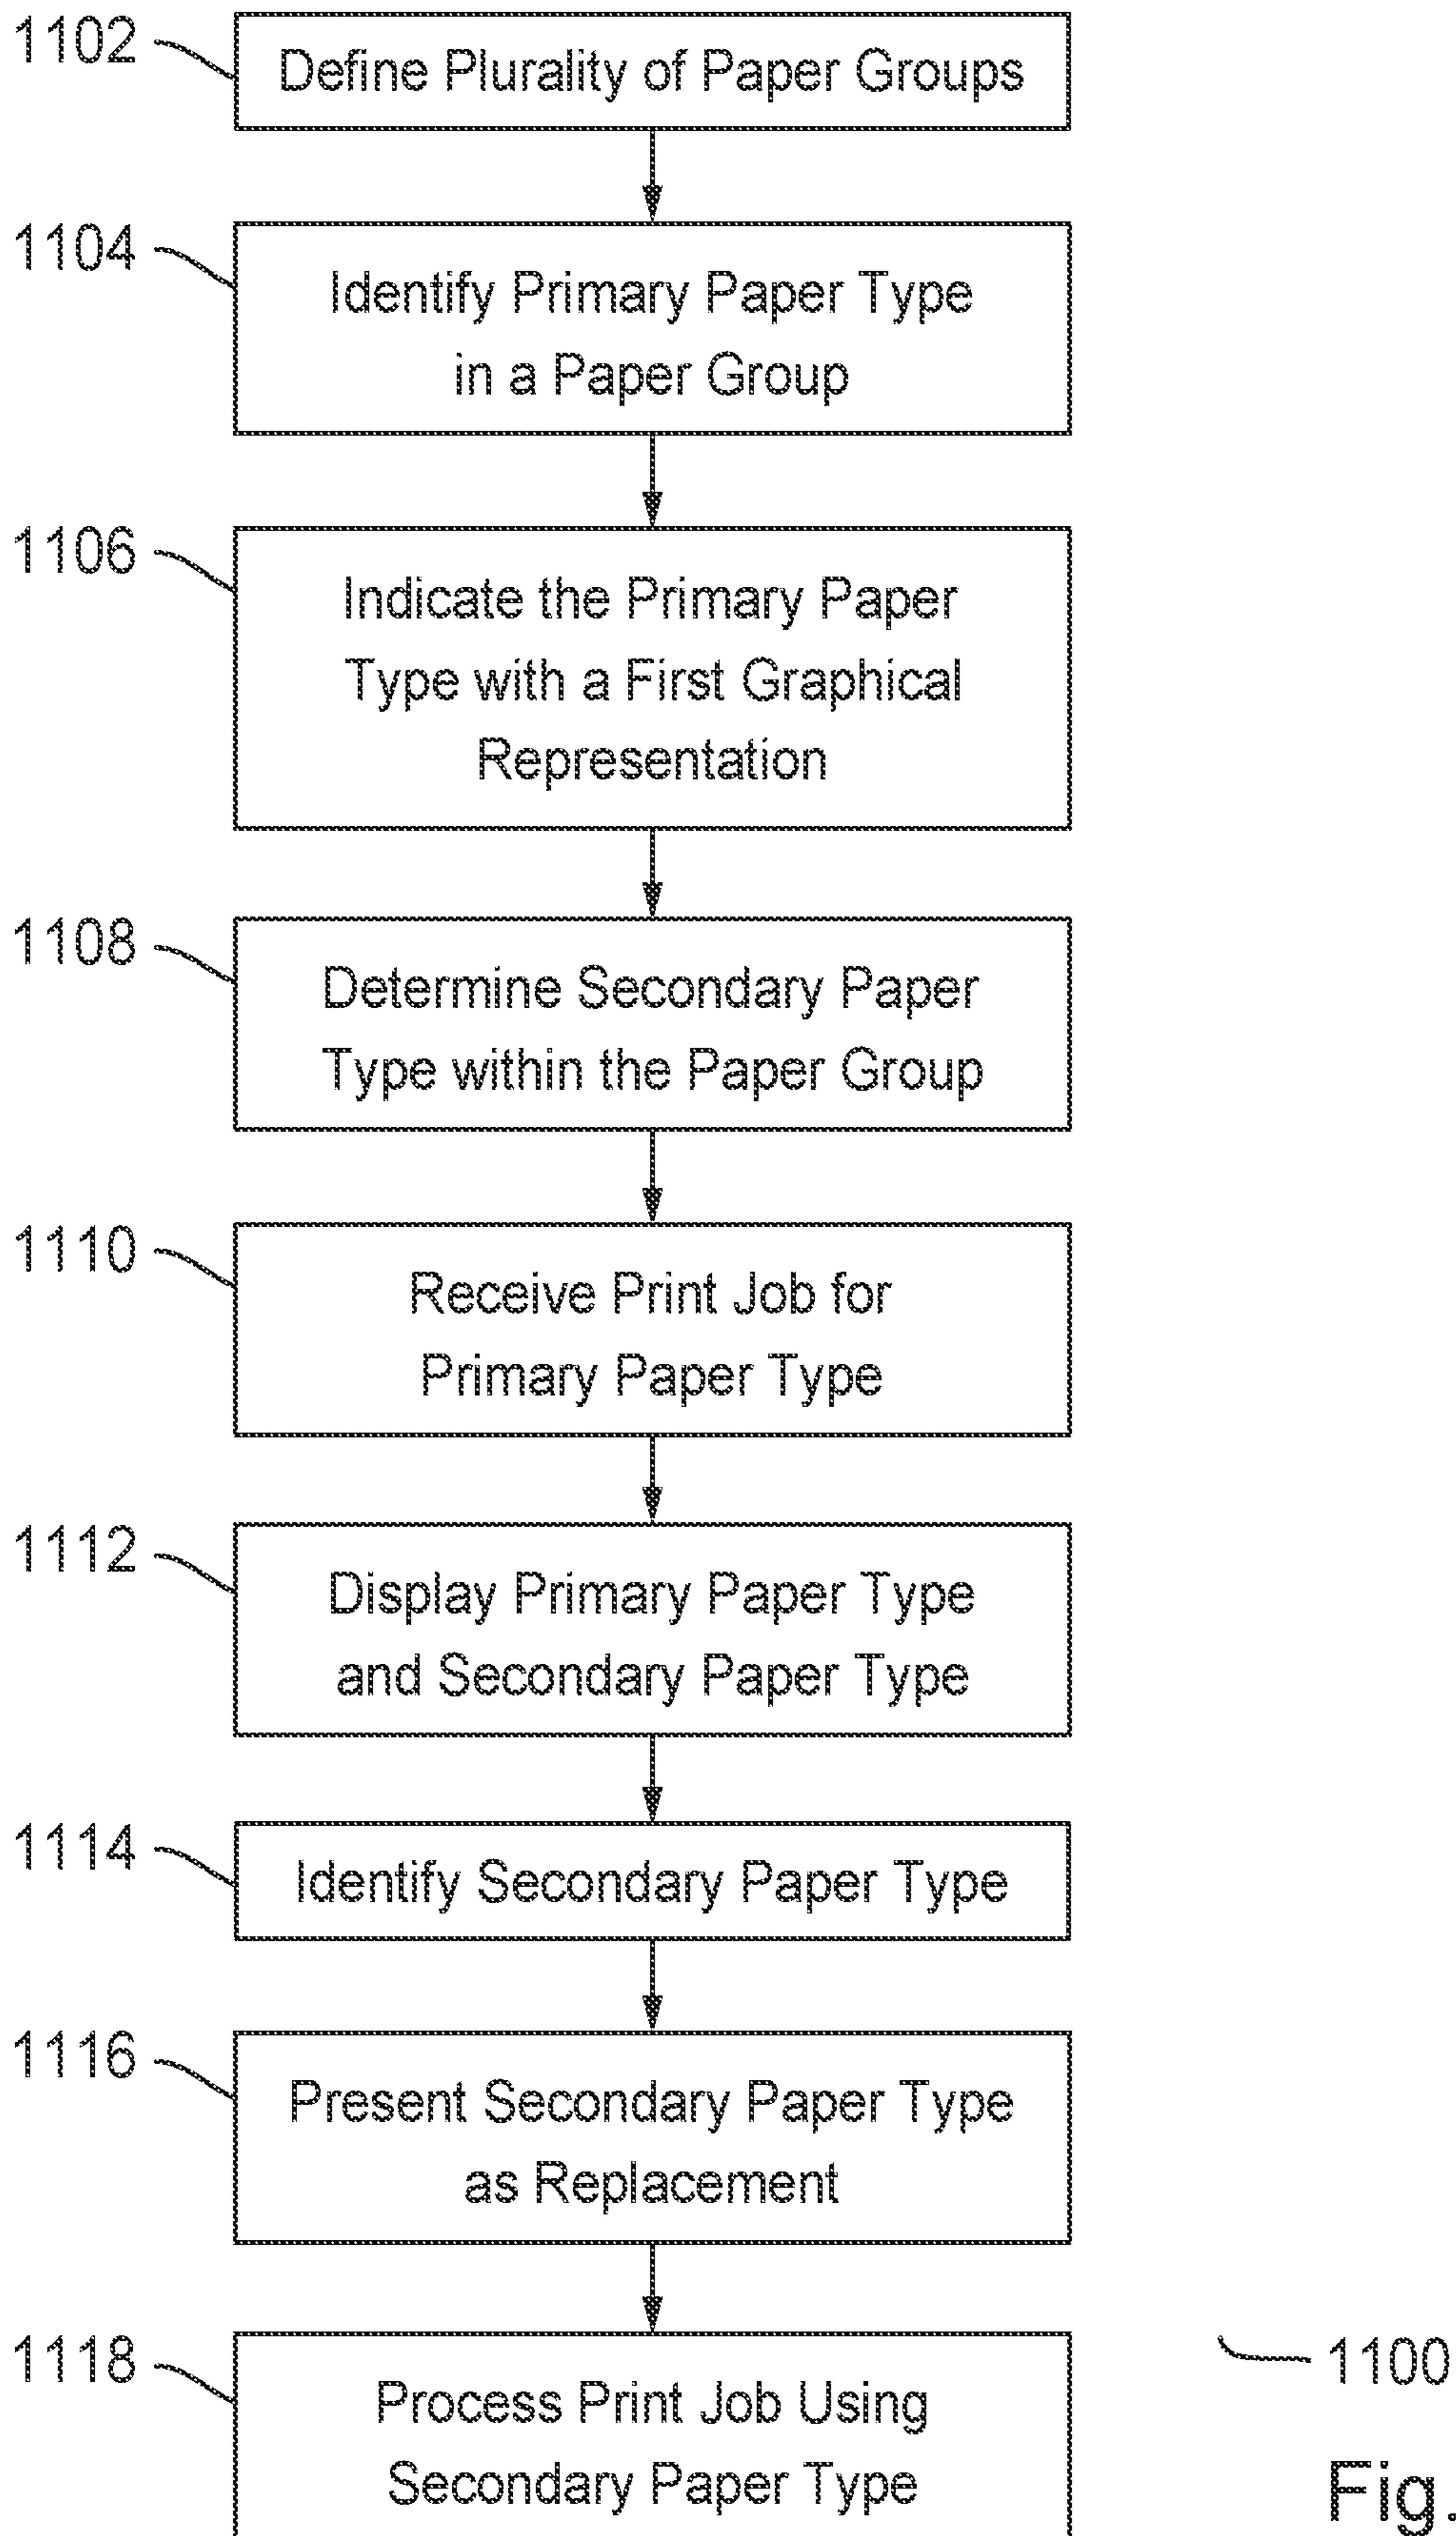 1102
Define Plurality of Paper Groups
1104
Identify Primary Paper Type
in a Paper Group
1106
Indicate the Primary Paper
Type with a First Graphical
Representation
1108
Determine Secondary Paper
Type within the Paper Group
1110
Receive Print Job for
Primary Paper Type
1112
Display Primary Paper Type
and Secondary Paper Type
1114
Identify Secondary Paper Type
1116
Present Secondary Paper Type
as Replacement
1118
Process Print Job Using
Secondary Paper Type
1100
Fig.